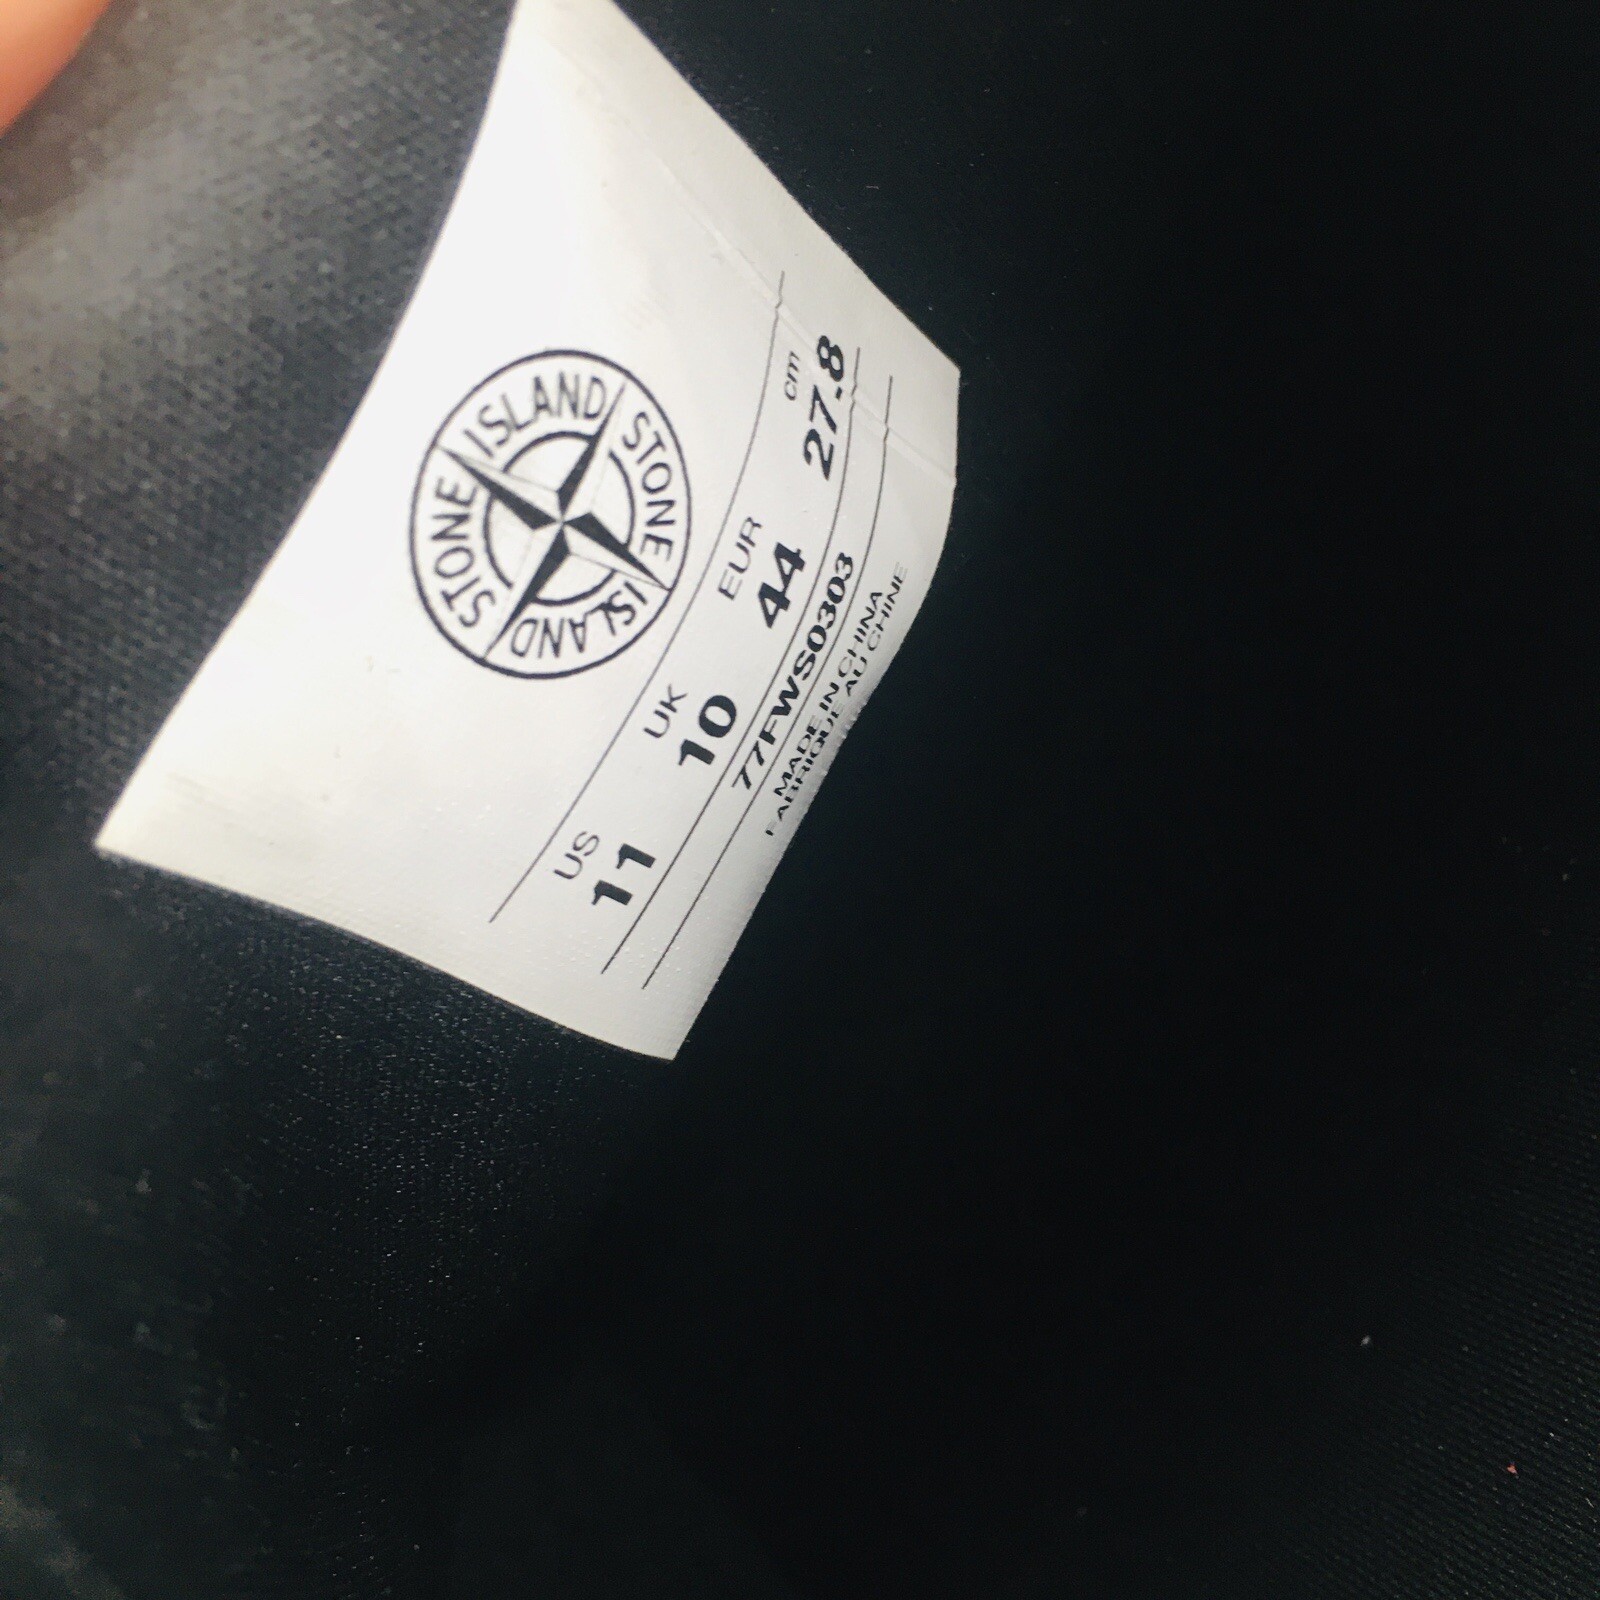 STONE ISLAND
STONE ISLAND
US UK EUR cm
11 10 44 27.8
77FWS0303
MADE IN CHINA
FABRIQUE AU CHINE